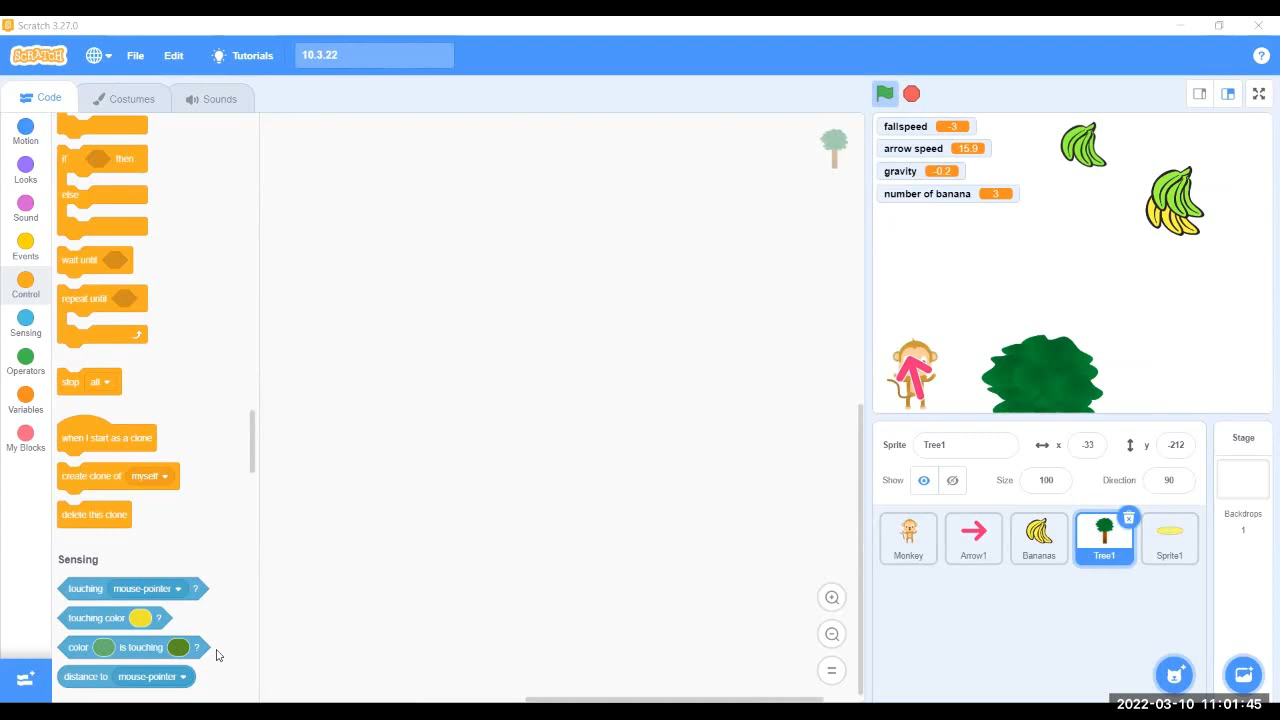 Scratch 3.27.0
SCRATCH
File
Edit
Tutorials
10.3.22
?
Code
Costumes
Sounds
Motion
Looks
Sound
Events
Control
Sensing
Operators
Variables
My Blocks
if then
else
wait until
repeat until
stop all
when I start as a clone
create clone of myself
delete this clone
Sensing
touching mouse-pointer ?
touching color ?
color is touching ?
distance to mouse-pointer
fallspeed -3
arrow speed 15.9
gravity -0.2
number of banana 3
Sprite Tree1 x -33 y -212
Show Size 100 Direction 90
Monkey
Arrow1
Bananas
Tree1
Sprite1
Stage
Backdrops
1
2022-03-10 11:01:45